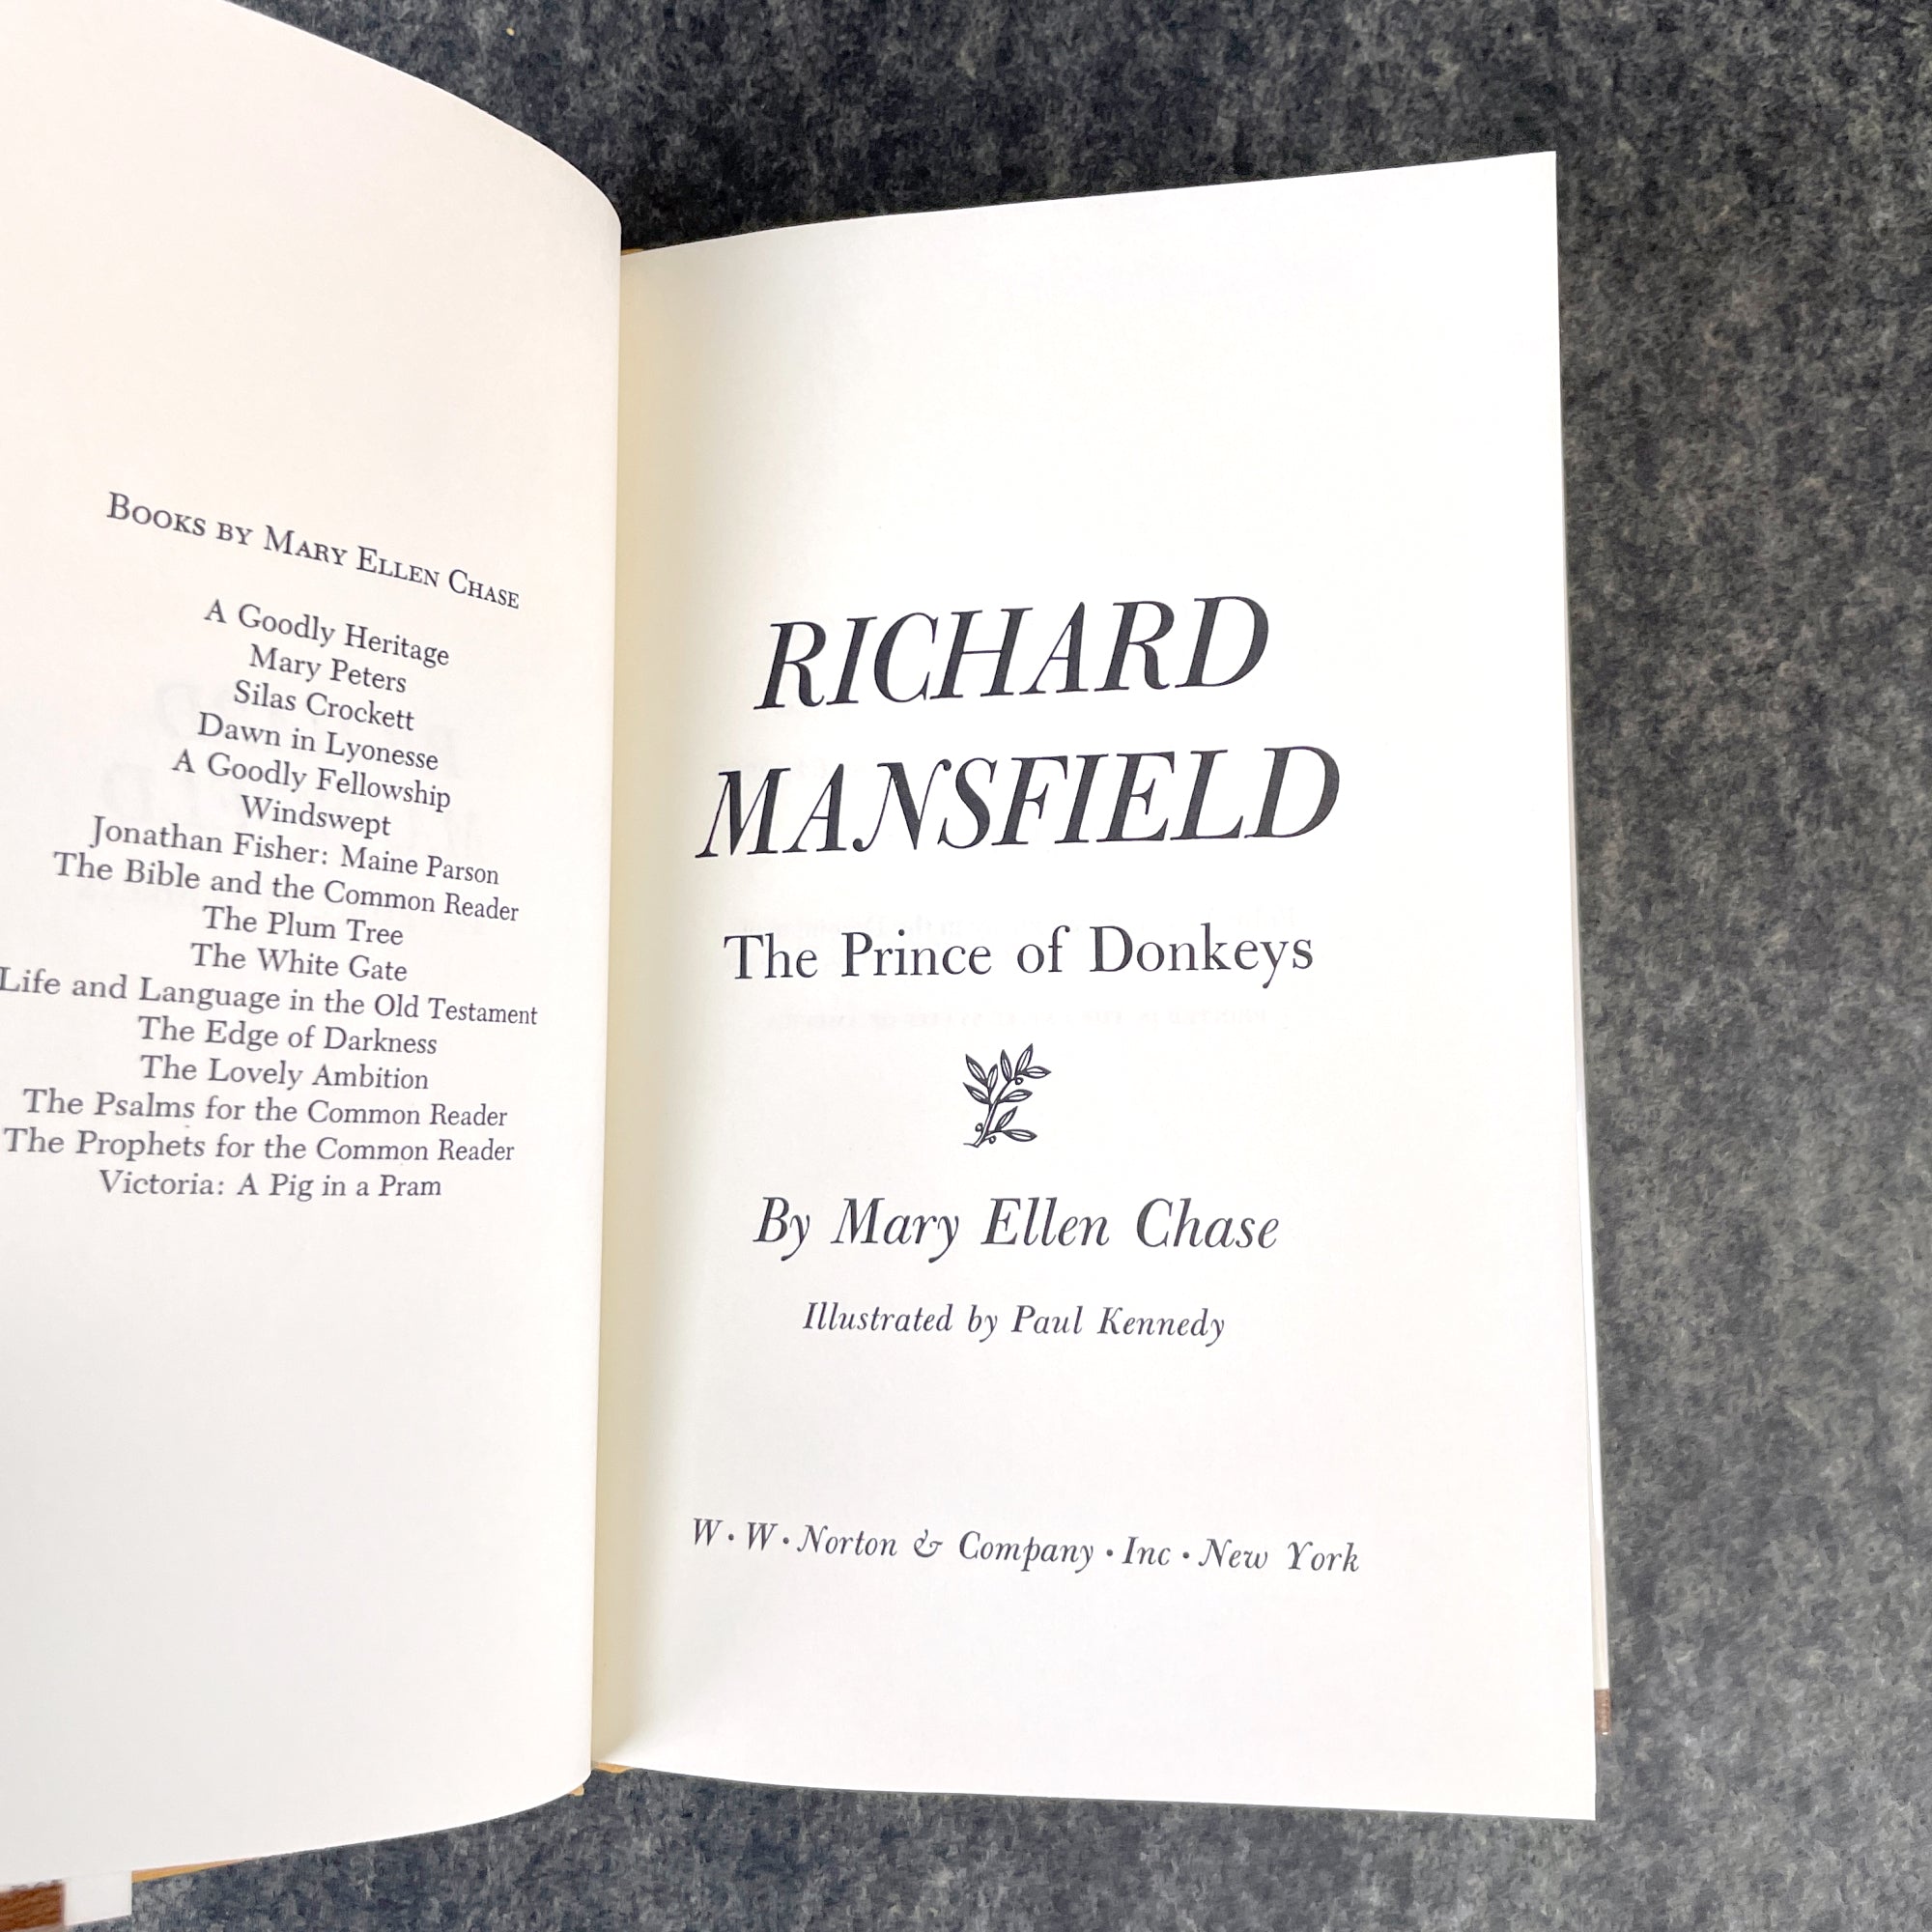 BOOKS BY MARY ELLEN CHASE
A Goodly Heritage
Mary Peters
Silas Crockett
Dawn in Lyonesse
A Goodly Fellowship
Windswept
Jonathan Fisher: Maine Parson
The Bible and the Common Reader
The Plum Tree
The White Gate
Life and Language in the Old Testament
The Edge of Darkness
The Lovely Ambition
The Psalms for the Common Reader
The Prophets for the Common Reader
Victoria: A Pig in a Pram
RICHARD
MANSFIELD
The Prince of Donkeys
By Mary Ellen Chase
Illustrated by Paul Kennedy
W · W · Norton & Company · Inc · New York